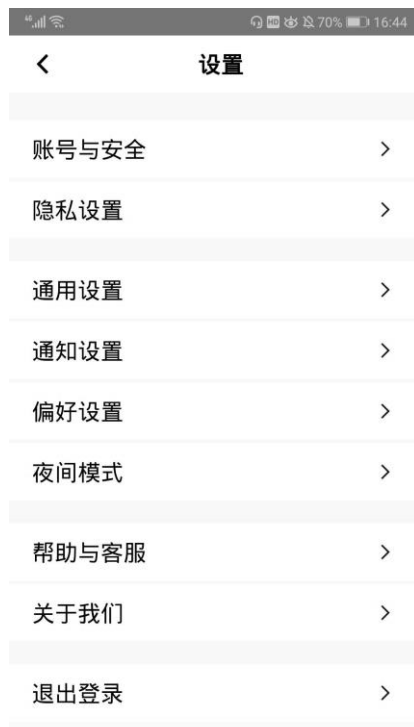 46 HD 70% 16:44
设置
账号与安全
隐私设置
通用设置
通知设置
偏好设置
夜间模式
帮助与客服
关于我们
退出登录